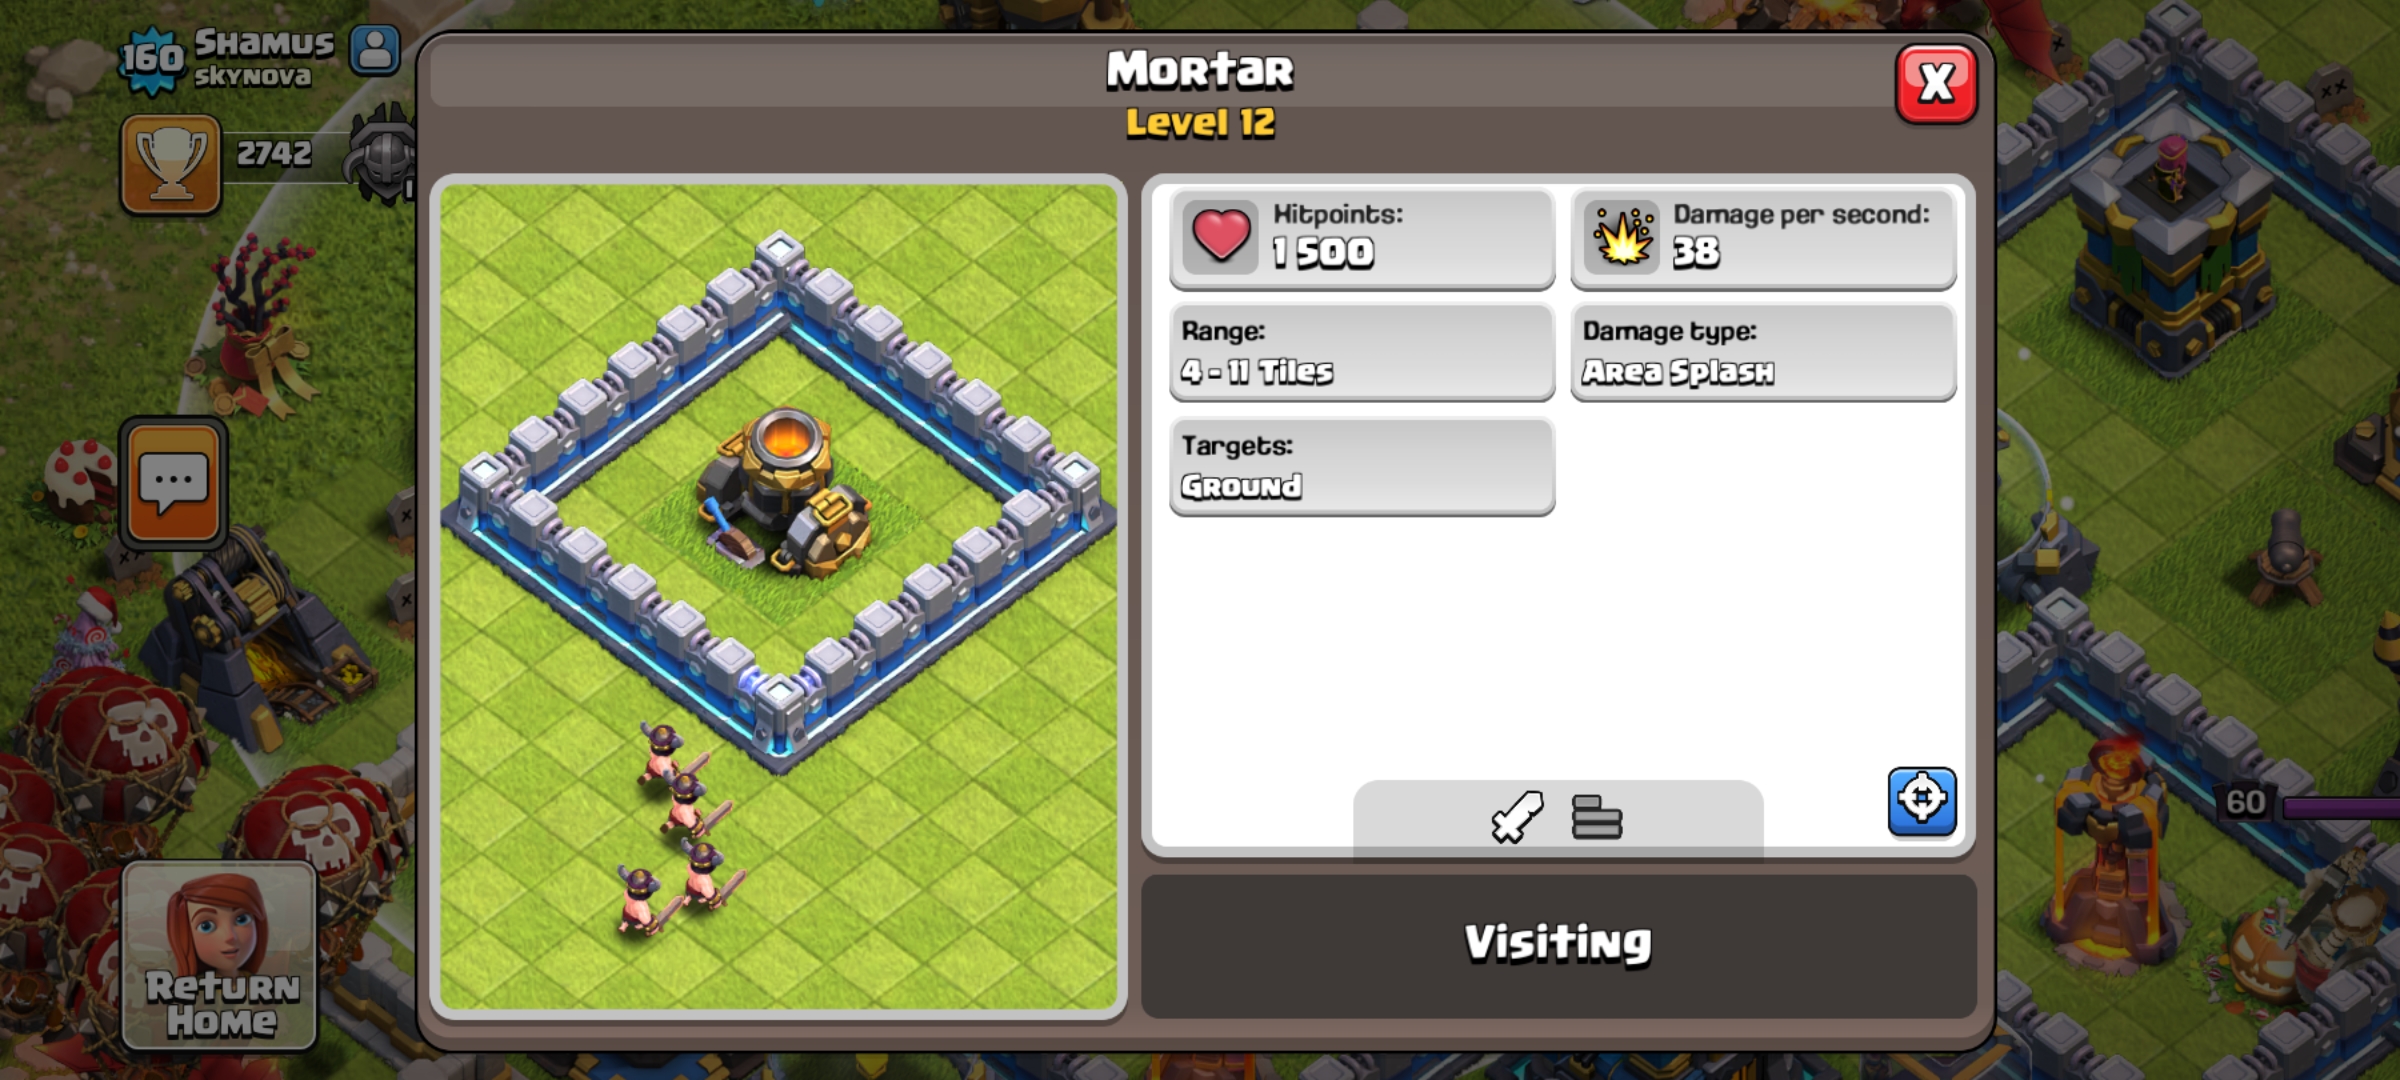 160
Shamus
skynova
2742
Mortar
Level 12
X
Hitpoints:
1 500
Damage per second:
38
Range:
4 - 11 Tiles
Damage type:
Area Splash
Targets:
Ground
60
Visiting
Return
Home